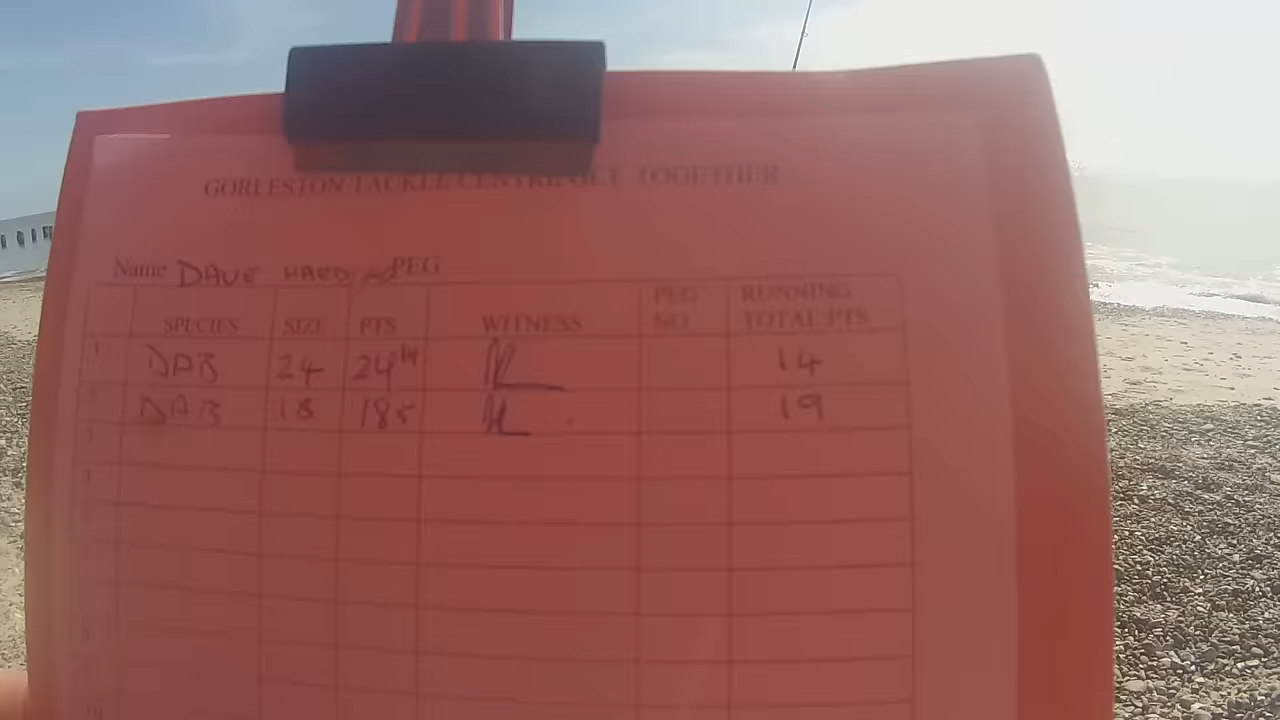 GORLESTON TACKLE CENTRE GET TOGETHER
Name DAVE PEG
SPECIES SIZE PTS WITNESS PEG NO RUNNING TOTAL PTS
1 DAB 24 24 14 14
2 DAB 18 18 5 19